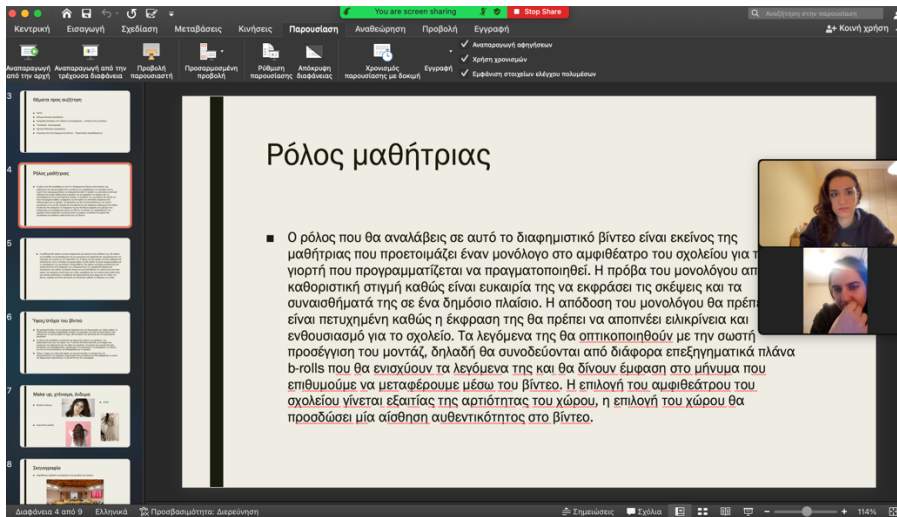 You are screen sharing
Stop Share
Αναζήτηση στην παρουσίαση
Κεντρική Εισαγωγή Σχεδίαση Μεταβάσεις Κινήσεις Παρουσίαση Αναθεώρηση Προβολή Εγγραφή
Κοινή χρήση
Αναπαραγωγή από την αρχή
Αναπαραγωγή από την τρέχουσα διαφάνεια
Προβολή παρουσιαστή
Προσαρμοσμένη προβολή
Ρύθμιση παρουσίασης
Απόκρυψη διαφάνειας
Χρονισμός παρουσίασης με δοκιμή
Εγγραφή
Αναπαραγωγή αφηγήσεων
Χρήση χρονισμών
Εμφάνιση στοιχείων ελέγχου πολυμέσων
3
Θέματα προς συζήτηση
4
Ρόλος μαθήτριας
5
6
Ύφος/στόχοι του βίντεο
7
Make up, χτένισμα, ένδυμα
8
Σκηνογραφία
Ρόλος μαθήτριας
Ο ρόλος που θα αναλάβεις σε αυτό το διαφημιστικό βίντεο είναι εκείνος της
μαθήτριας που προετοιμάζει έναν μονόλογο στο αμφιθέατρο του σχολείου για τ
γιορτή που προγραμματίζεται να πραγματοποιηθεί. Η πρόβα του μονολόγου απ
καθοριστική στιγμή καθώς είναι ευκαιρία της να εκφράσει τις σκέψεις και τα
συναισθήματά της σε ένα δημόσιο πλαίσιο. Η απόδοση του μονολόγου θα πρέπ
είναι πετυχημένη καθώς η έκφραση της θα πρέπει να αποπνέει ειλικρίνεια και
ενθουσιασμό για το σχολείο. Τα λεγόμενα της θα οπτικοποιηθούν με την σωστή
προσέγγιση του μοντάζ, δηλαδή θα συνοδεύονται από διάφορα επεξηγηματικά πλάνα
b-rolls που θα ενισχύουν τα λεγόμενα της και θα δίνουν έμφαση στο μήνυμα που
επιθυμούμε να μεταφέρουμε μέσω του βίντεο. Η επιλογή του αμφιθεάτρου του
σχολείου γίνεται εξαιτίας της αρτιότητας του χώρου, η επιλογή του χώρου θα
προσδώσει μία αίσθηση αυθεντικότητος στο βίντεο.
Διαφάνεια 4 από 9 Ελληνικά Προσβασιμότητα: Διερεύνηση
Σημειώσεις Σχόλια 114%